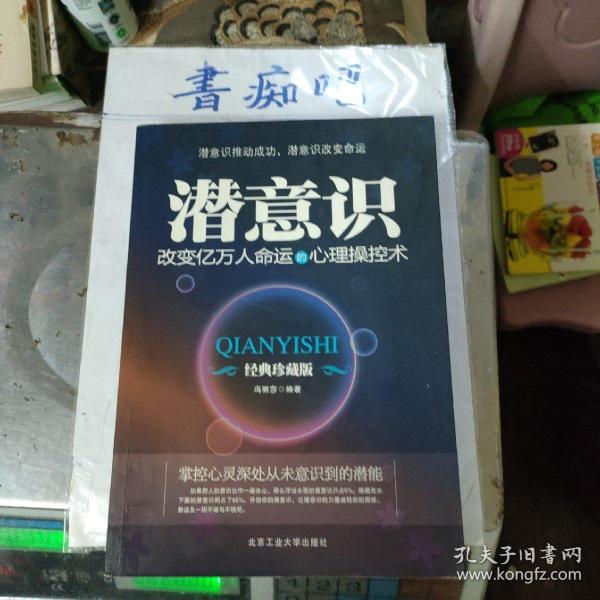 書痴吧
潜意识推动成功，潜意识改变命运
潜意识
改变亿万人命运的心理操控术
QIANYISHI
经典珍藏版
冯丽莎◎编著
掌控心灵深处从未意识到的潜能
北京工业大学出版社
孔夫子旧书网
www.kongfz.com